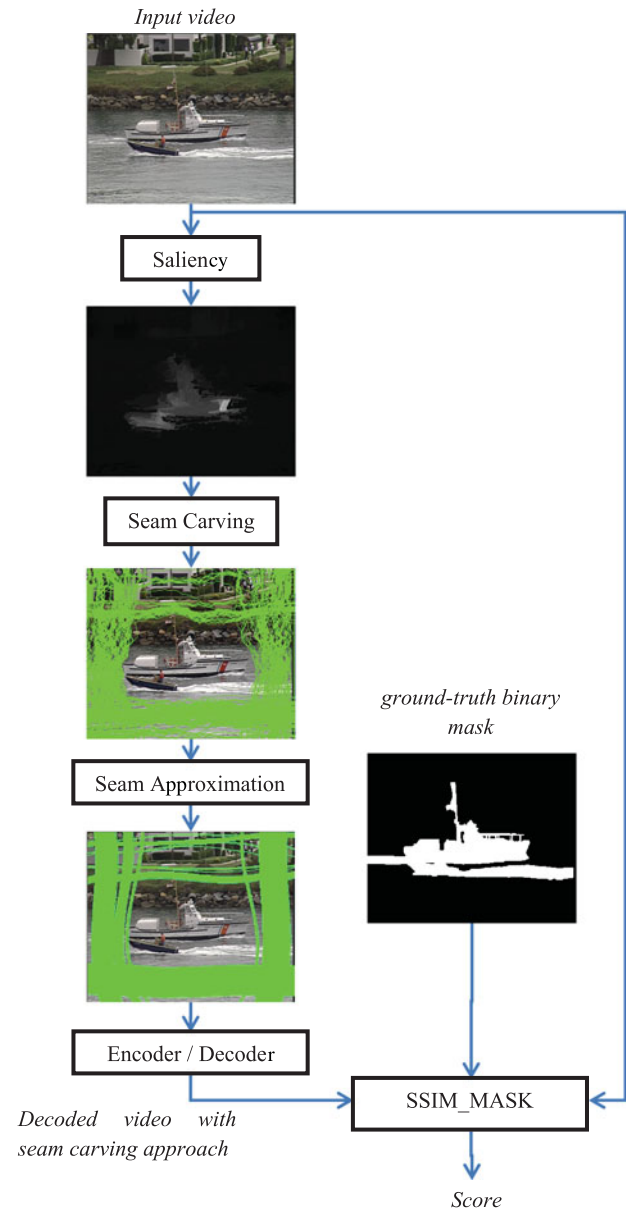 Input video
Saliency
Seam Carving
ground-truth binary
mask
Seam Approximation
Encoder / Decoder
SSIM_MASK
Decoded video with
seam carving approach
Score